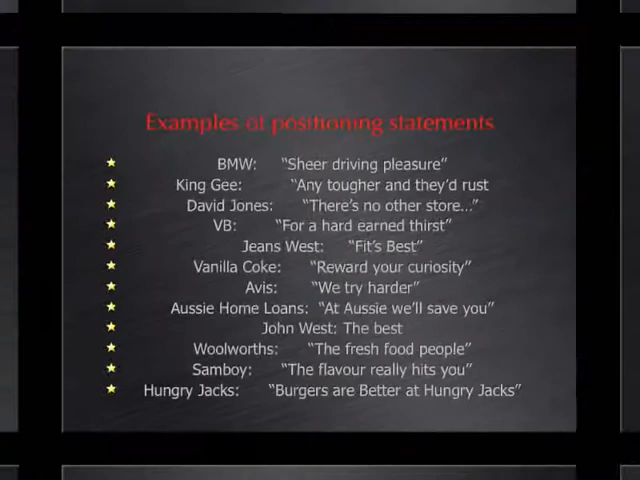 Examples of positioning statements
BMW: “Sheer driving pleasure”
King Gee: “Any tougher and they’d rust
David Jones: “There’s no other store...”
VB: “For a hard earned thirst”
Jeans West: “Fit’s Best”
Vanilla Coke: “Reward your curiosity”
Avis: “We try harder”
Aussie Home Loans: “At Aussie we’ll save you”
John West: The best
Woolworths: “The fresh food people”
Samboy: “The flavour really hits you”
Hungry Jacks: “Burgers are Better at Hungry Jacks”